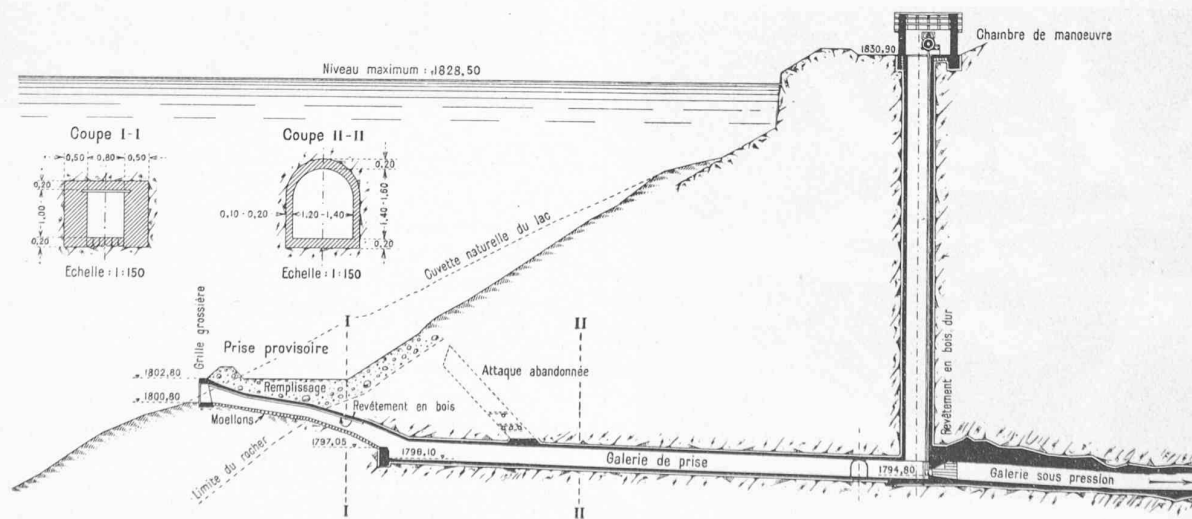 1830,90
Chambre de manoeuvre
Niveau maximum : 1828,50
Coupe I-I
Coupe II-II
0,50
0,80
0,50
0,20
0,20
1,00
0,10 - 0,20
1,20 - 1,40
1,40 - 1,60
0,20
0,20
Echelle : 1:150
Echelle : 1:150
Cuvette naturelle du lac
Grille grossière
I
II
Prise provisoire
Revêtement en bois dur
1802,80
Attaque abandonnée
Remplissage
1800,80
Revêtement en bois
Moellons
1797,05
1798,10
Galerie de prise
1794,80
Galerie sous pression
Limite du rocher
I
II